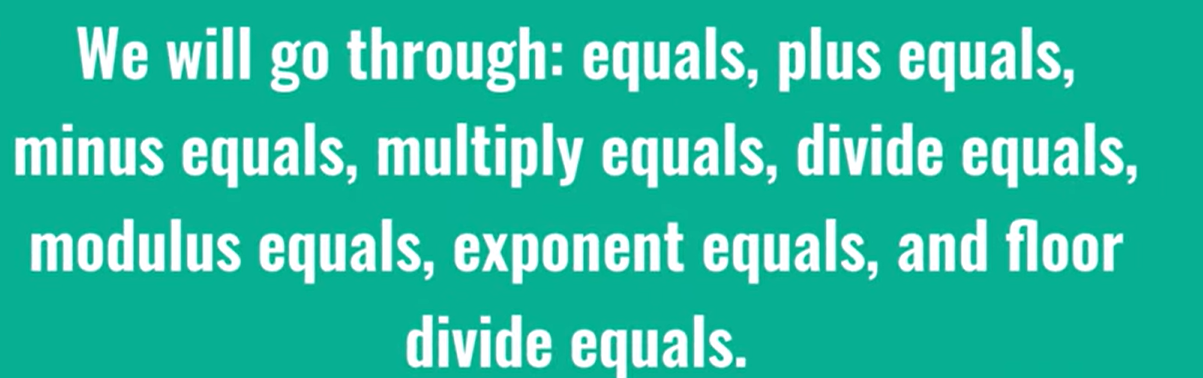 We will go through: equals, plus equals,
minus equals, multiply equals, divide equals,
modulus equals, exponent equals, and floor
divide equals.